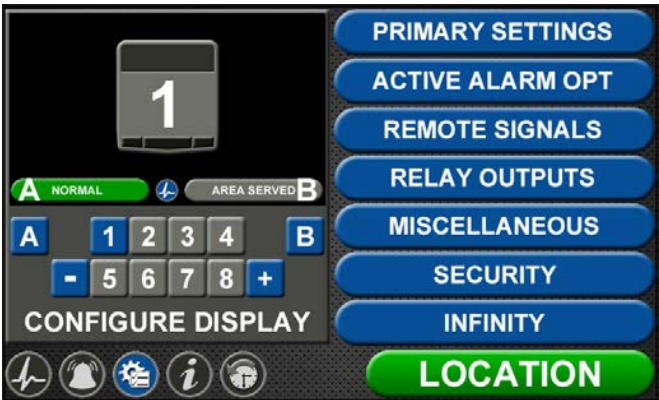 1
A NORMAL AREA SERVED B
A 1 2 3 4 B
- 5 6 7 8 +
CONFIGURE DISPLAY
i
PRIMARY SETTINGS
ACTIVE ALARM OPT
REMOTE SIGNALS
RELAY OUTPUTS
MISCELLANEOUS
SECURITY
INFINITY
LOCATION